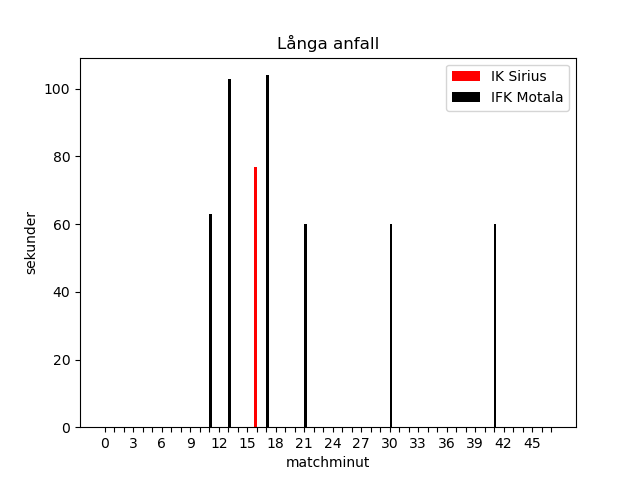 Långa anfall
IK Sirius
IFK Motala
100
80
60
40
20
0
sekunder
0 3 6 9 12 15 18 21 24 27 30 33 36 39 42 45
matchminut